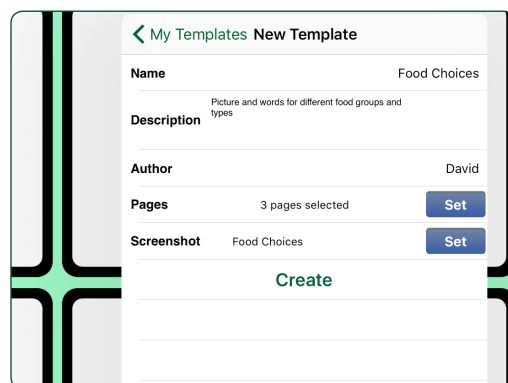 My Templates New Template
Name Food Choices
Description Picture and words for different food groups and
types
Author David
Pages 3 pages selected Set
Screenshot Food Choices Set
Create